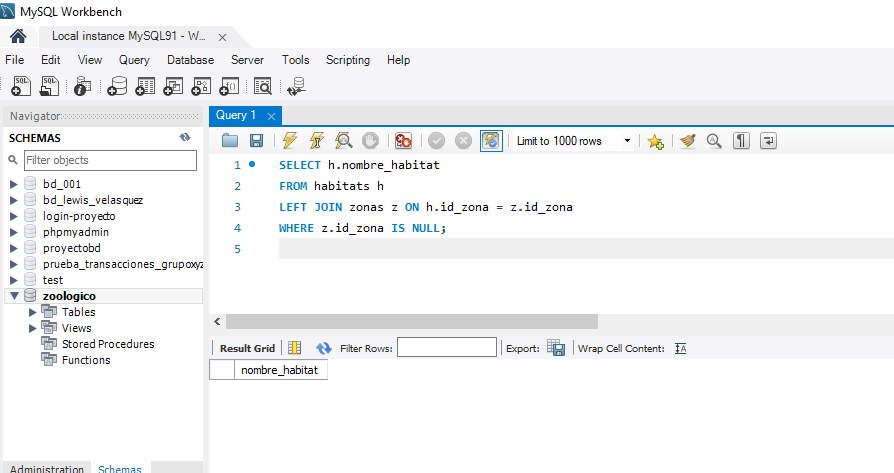 MySQL Workbench
Local instance MySQL91 - W... ×
File Edit View Query Database Server Tools Scripting Help
Navigator
SCHEMAS
Filter objects
bd_001
bd_lewis_velasquez
login-proyecto
phpmyadmin
proyectobd
prueba_transacciones_grupoxyz
test
zoologico
Tables
Views
Stored Procedures
Functions
Administration Schemas
Query 1 ×
Limit to 1000 rows
1 SELECT h.nombre_habitat
2 FROM habitats h
3 LEFT JOIN zonas z ON h.id_zona = z.id_zona
4 WHERE z.id_zona IS NULL;
5
Result Grid Filter Rows: Export: Wrap Cell Content:
nombre_habitat